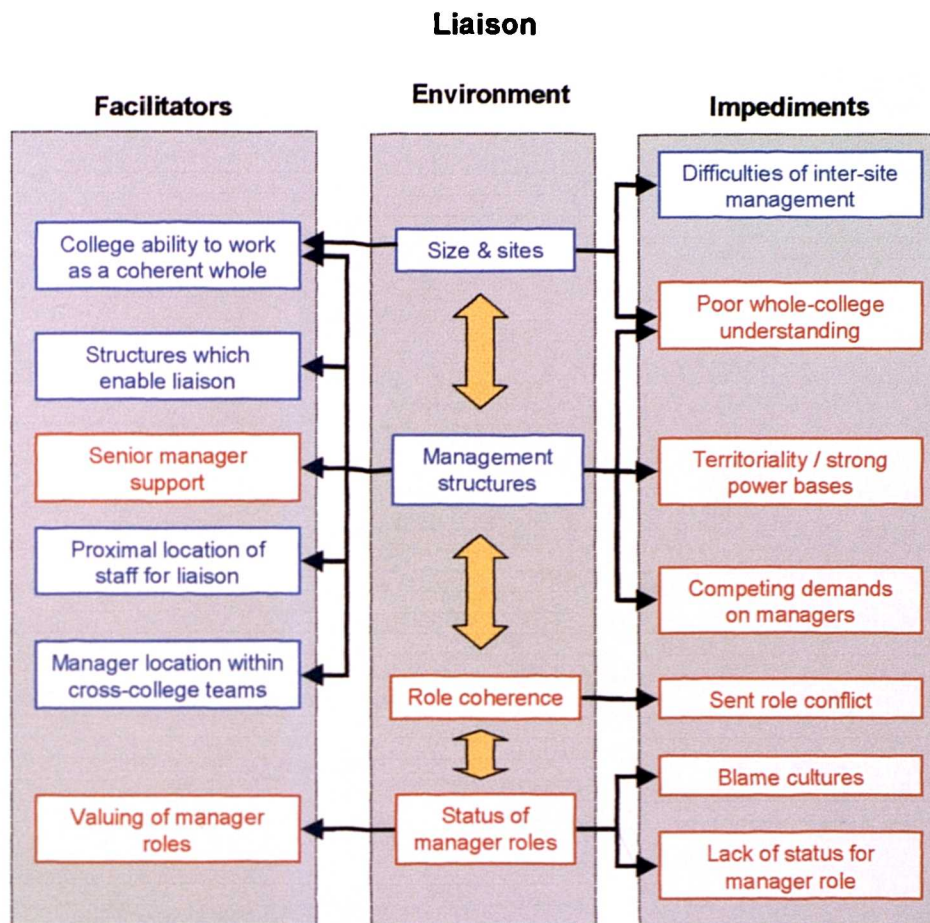 Liaison
Facilitators
Environment
Impediments
College ability to work
as a coherent whole
Structures which
enable liaison
Senior manager
support
Proximal location of
staff for liaison
Manager location within
cross-college teams
Valuing of manager
roles
Size & sites
Management
structures
Role coherence
Status of
manager roles
Difficulties of inter-site
management
Poor whole-college
understanding
Territoriality / strong
power bases
Competing demands
on managers
Sent role conflict
Blame cultures
Lack of status for
manager role